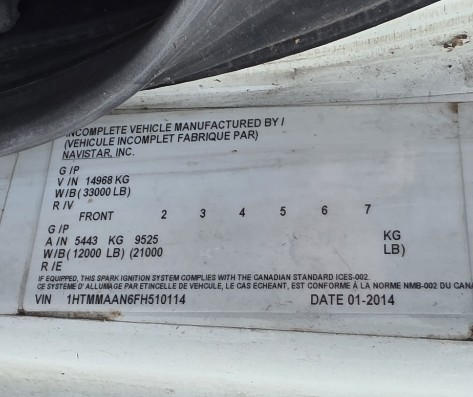 INCOMPLETE VEHICLE MANUFACTURED BY I
(VEHICULE INCOMPLET FABRIQUE PAR)
NAVISTAR, INC.
G / P
V / N 14968 KG
W/B( 33000 LB)
R / V
FRONT 2 3 4 5 6 7
G / P
A / N 5443 KG 9525 KG
W/B( 12000 LB) (21000 LB)
R / E
IF EQUIPPED, THIS SPARK IGNITION SYSTEM COMPLIES WITH THE CANADIAN STANDARD ICES-002.
CE SYSTEME D'ALLUMAGE PAR ETINCELLE DE VEHICULE, LE CAS ECHEANT, EST CONFORME À LA NORME NMB-002 DU CANA
VIN 1HTMMAAN6FH510114 DATE 01-2014